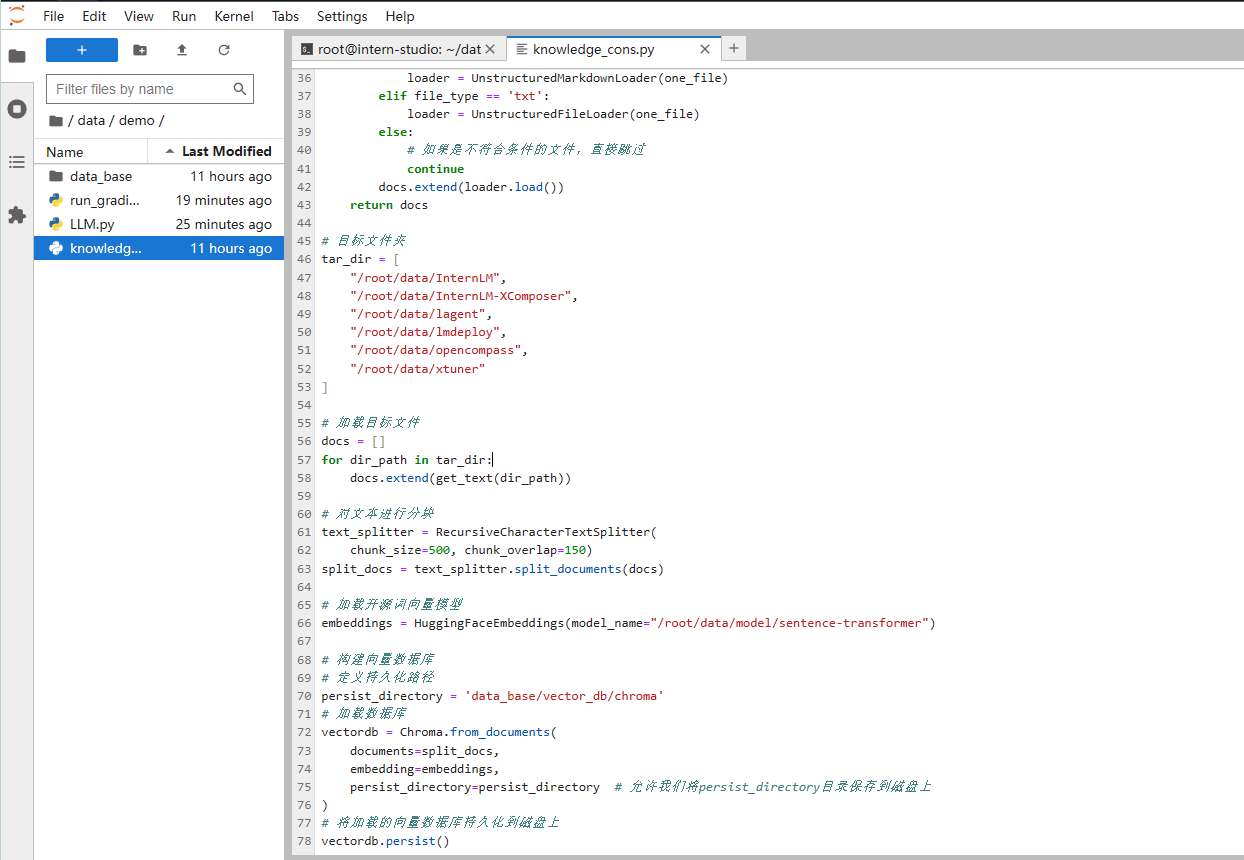 File Edit View Run Kernel Tabs Settings Help
root@intern-studio: ~/dat
knowledge_cons.py
Filter files by name
/ data / demo /
Name Last Modified
data_base 11 hours ago
run_gradi... 19 minutes ago
LLM.py 25 minutes ago
knowledg... 11 hours ago
36 loader = UnstructuredMarkdownLoader(one_file)
37 elif file_type == 'txt':
38 loader = UnstructuredFileLoader(one_file)
39 else:
40 # 如果是不符合条件的文件，直接跳过
41 continue
42 docs.extend(loader.load())
43 return docs
44
45 # 目标文件夹
46 tar_dir = [
47 "/root/data/InternLM",
48 "/root/data/InternLM-XComposer",
49 "/root/data/lagent",
50 "/root/data/lmdeploy",
51 "/root/data/opencompass",
52 "/root/data/xtuner"
53 ]
54
55 # 加载目标文件
56 docs = []
57 for dir_path in tar_dir:
58 docs.extend(get_text(dir_path))
59
60 # 对文本进行分块
61 text_splitter = RecursiveCharacterTextSplitter(
62 chunk_size=500, chunk_overlap=150)
63 split_docs = text_splitter.split_documents(docs)
64
65 # 加载开源词向量模型
66 embeddings = HuggingFaceEmbeddings(model_name="/root/data/model/sentence-transformer")
67
68 # 构建向量数据库
69 # 定义持久化路径
70 persist_directory = 'data_base/vector_db/chroma'
71 # 加载数据库
72 vectordb = Chroma.from_documents(
73 documents=split_docs,
74 embedding=embeddings,
75 persist_directory=persist_directory # 允许我们将persist_directory目录保存到磁盘上
76 )
77 # 将加载的向量数据库持久化到磁盘上
78 vectordb.persist()